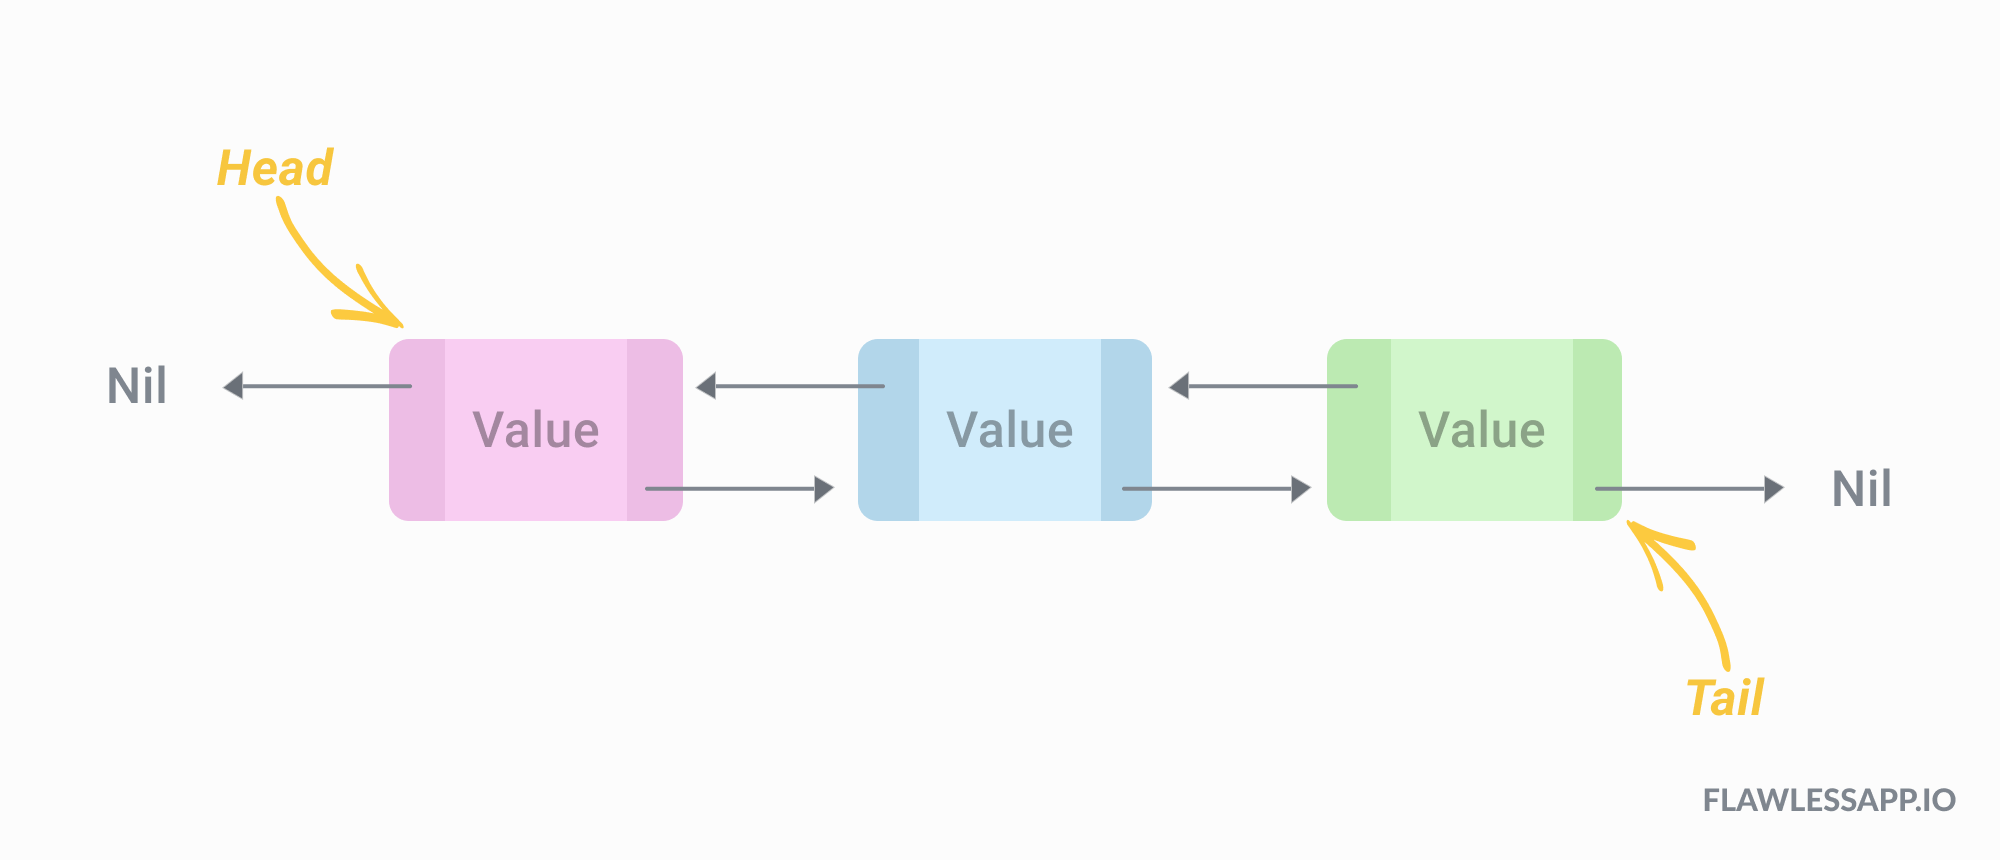 Head
Nil
Value
Value
Value
Nil
Tail
FLAWLESSAPP.IO